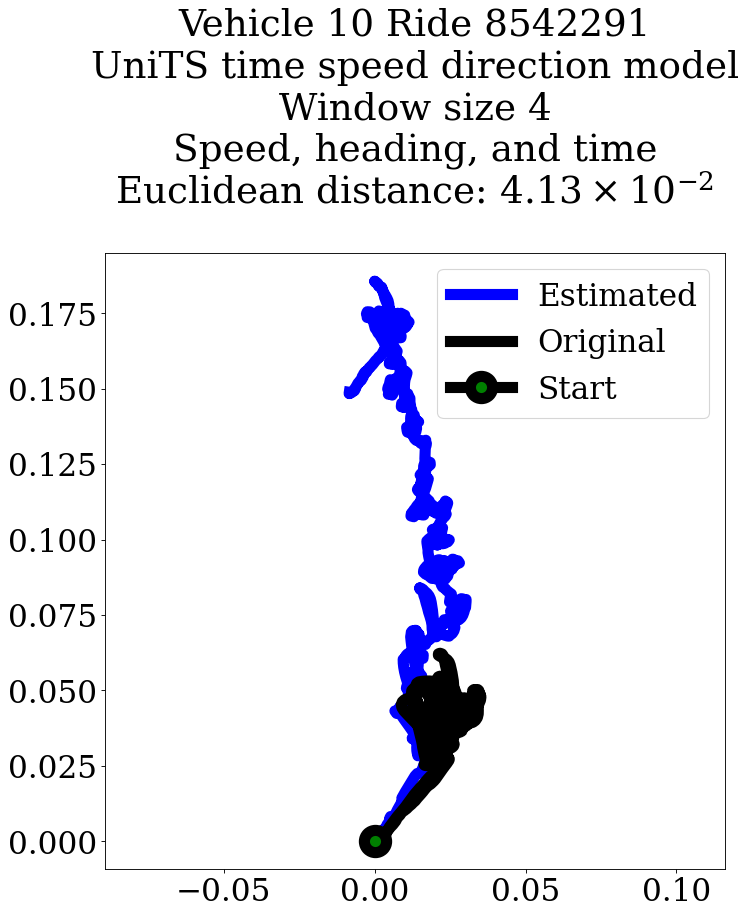 Vehicle 10 Ride 8542291
UniTS time speed direction model
Window size 4
Speed, heading, and time
Euclidean distance: 4.13 × 10⁻²
Estimated
Original
Start
0.175
0.150
0.125
0.100
0.075
0.050
0.025
0.000
−0.05 0.00 0.05 0.10